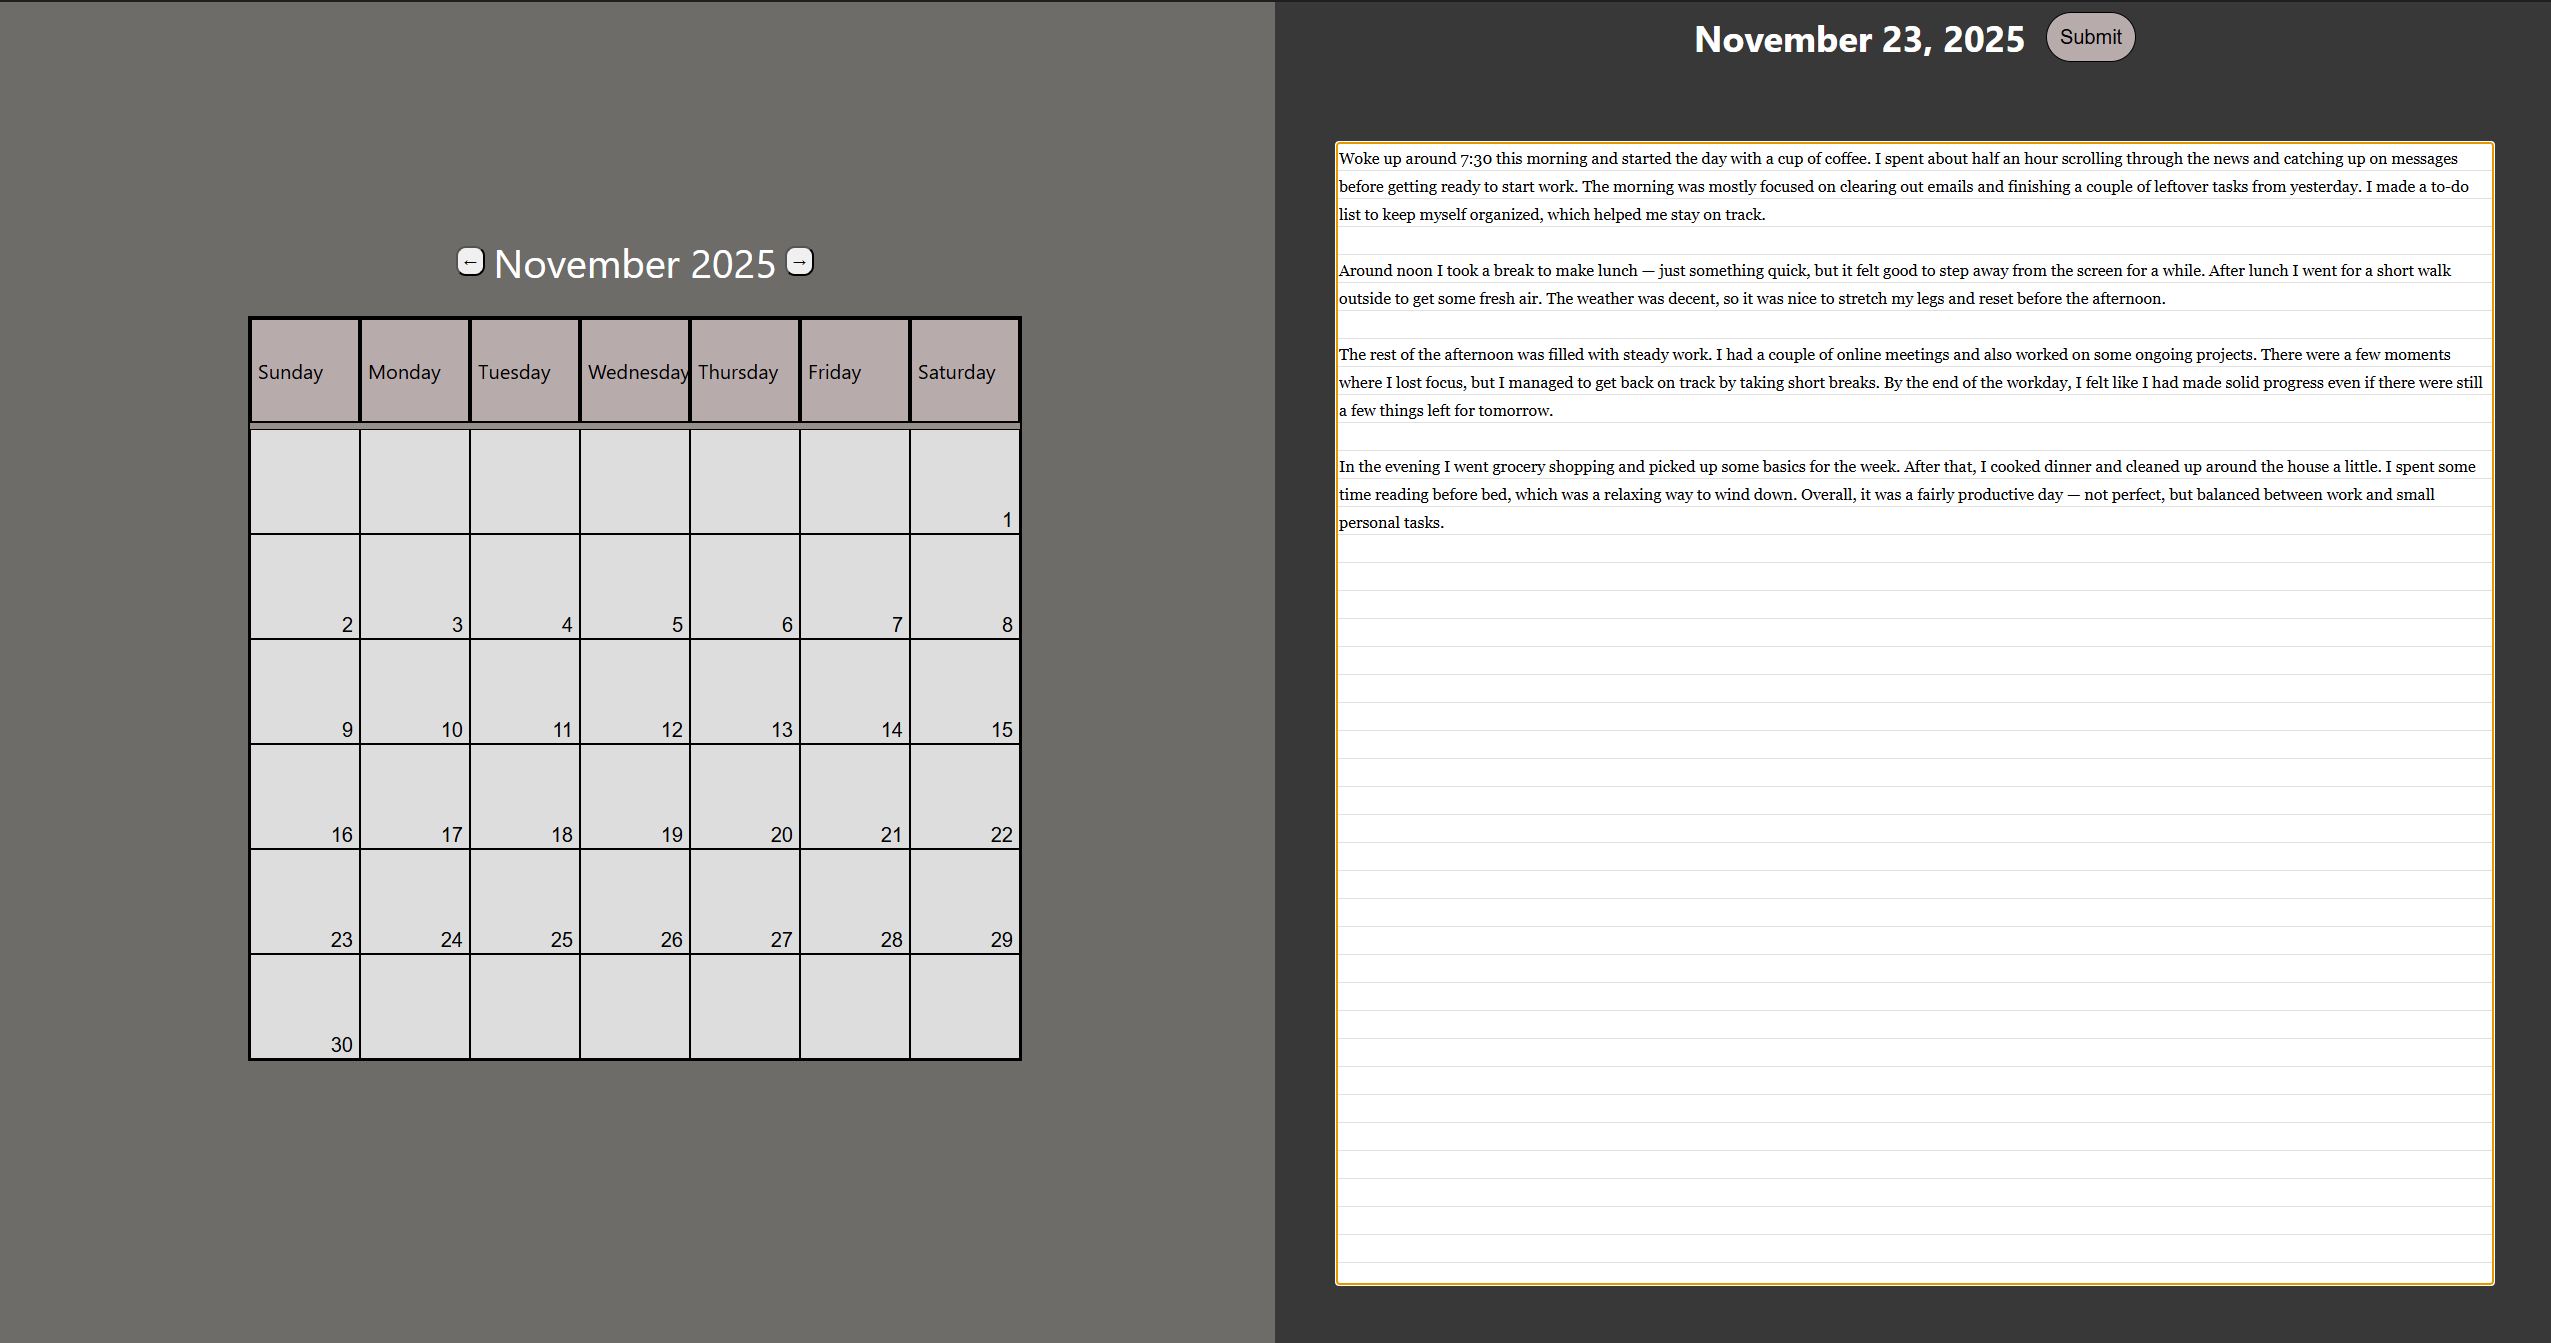 ← November 2025 →
Sunday Monday Tuesday Wednesday Thursday Friday Saturday
1
2 3 4 5 6 7 8
9 10 11 12 13 14 15
16 17 18 19 20 21 22
23 24 25 26 27 28 29
30
November 23, 2025 Submit
Woke up around 7:30 this morning and started the day with a cup of coffee. I spent about half an hour scrolling through the news and catching up on messages
before getting ready to start work. The morning was mostly focused on clearing out emails and finishing a couple of leftover tasks from yesterday. I made a to-do
list to keep myself organized, which helped me stay on track.
Around noon I took a break to make lunch — just something quick, but it felt good to step away from the screen for a while. After lunch I went for a short walk
outside to get some fresh air. The weather was decent, so it was nice to stretch my legs and reset before the afternoon.
The rest of the afternoon was filled with steady work. I had a couple of online meetings and also worked on some ongoing projects. There were a few moments
where I lost focus, but I managed to get back on track by taking short breaks. By the end of the workday, I felt like I had made solid progress even if there were still
a few things left for tomorrow.
In the evening I went grocery shopping and picked up some basics for the week. After that, I cooked dinner and cleaned up around the house a little. I spent some
time reading before bed, which was a relaxing way to wind down. Overall, it was a fairly productive day — not perfect, but balanced between work and small
personal tasks.